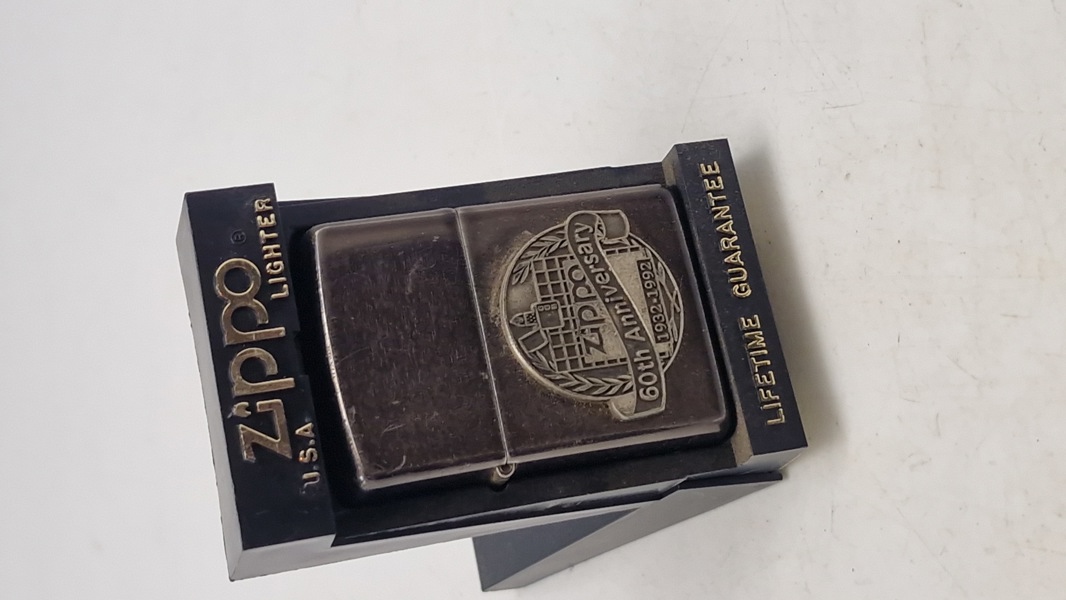 Zippo®
U.S.A. LIGHTER
Zippo
60th Anniversary
1932-1992
LIFETIME GUARANTEE